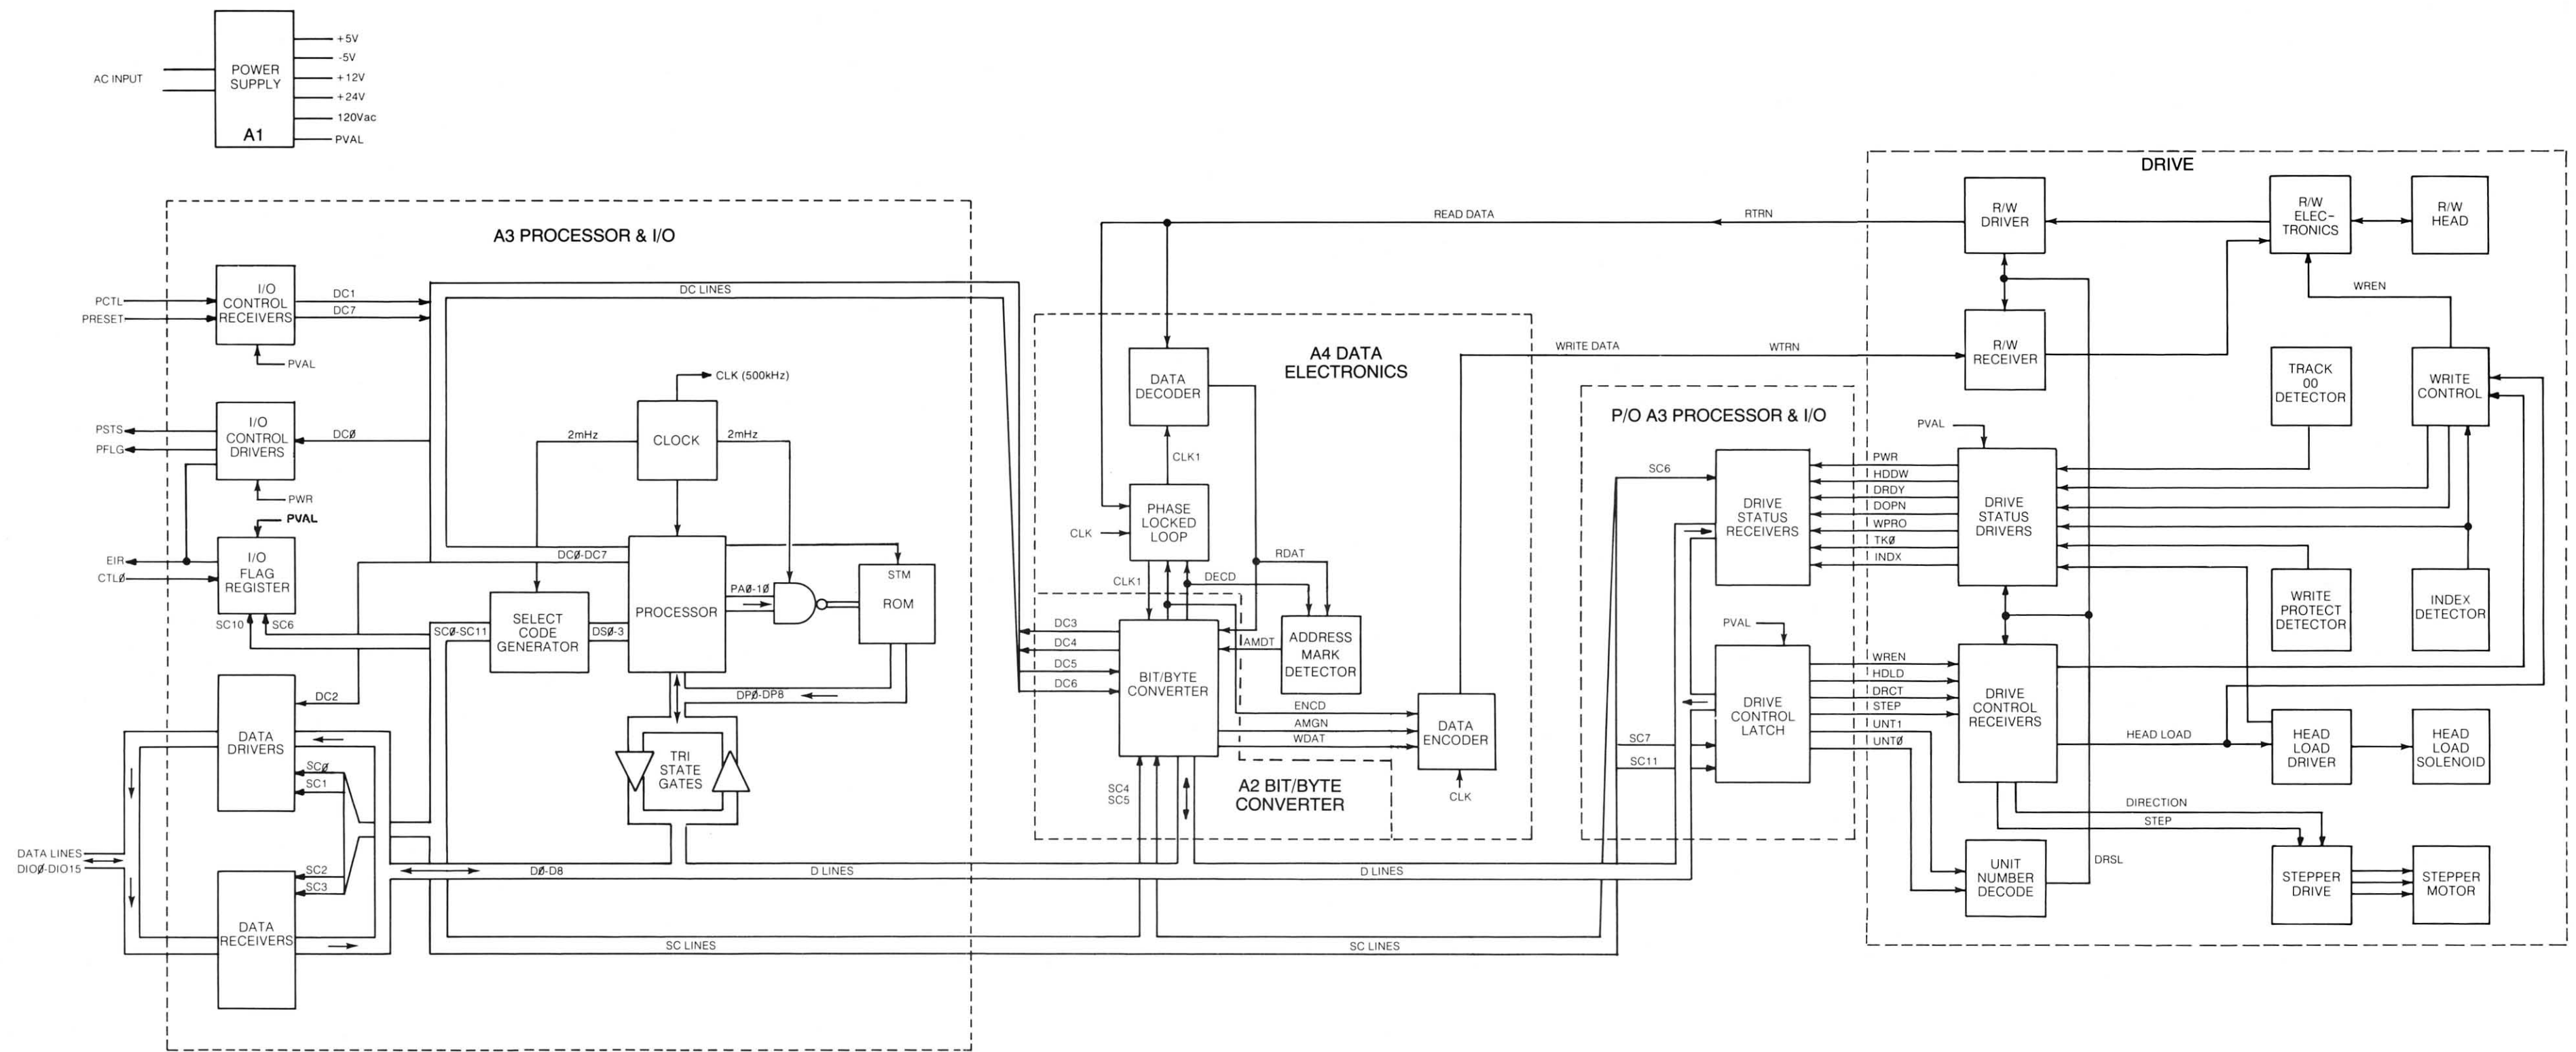 POWER
SUPPLY
A1
AC INPUT
+5V
-5V
+12V
+24V
120Vac
PVAL
A3 PROCESSOR & I/O
I/O
CONTROL
RECEIVERS
PCTL
PRESET
DC1
DC7
PVAL
DC LINES
I/O
CONTROL
DRIVERS
PSTS
PFLG
DCØ
PWR
PVAL
I/O
FLAG
REGISTER
EIR
CTLØ
SC10
SC6
CLK (500kHz)
CLOCK
2mHz
2mHz
DCØ-DC7
PROCESSOR
PAØ-1Ø
STM
ROM
SELECT
CODE
GENERATOR
SCØ-SC11
DSØ-3
DPØ-DP8
TRI
STATE
GATES
DC2
DATA
DRIVERS
SCØ
SC1
DATA LINES
DIOØ-DIO15
SC2
SC3
DATA
RECEIVERS
DØ-D8
D LINES
D LINES
SC LINES
SC LINES
A4 DATA
ELECTRONICS
READ DATA
RTRN
DATA
DECODER
CLK1
PHASE
LOCKED
LOOP
CLK
CLK1
DECD
RDAT
DC3
DC4
DC5
DC6
BIT/BYTE
CONVERTER
AMDT
ADDRESS
MARK
DETECTOR
ENCD
AMGN
WDAT
DATA
ENCODER
CLK
SC4
SC5
A2 BIT/BYTE
CONVERTER
WRITE DATA
WTRN
P/O A3 PROCESSOR & I/O
SC6
DRIVE
STATUS
RECEIVERS
PVAL
DRIVE
CONTROL
LATCH
SC7
SC11
PWR
HDDW
DRDY
DOPN
WPRO
TKØ
INDX
WREN
HDLD
DRCT
STEP
UNT1
UNTØ
DRIVE
R/W
DRIVER
R/W
ELEC-
TRONICS
R/W
HEAD
R/W
RECEIVER
WREN
TRACK
00
DETECTOR
WRITE
CONTROL
PVAL
DRIVE
STATUS
DRIVERS
WRITE
PROTECT
DETECTOR
INDEX
DETECTOR
DRIVE
CONTROL
RECEIVERS
HEAD LOAD
HEAD
LOAD
DRIVER
HEAD
LOAD
SOLENOID
DIRECTION
STEP
UNIT
NUMBER
DECODE
DRSL
STEPPER
DRIVE
STEPPER
MOTOR